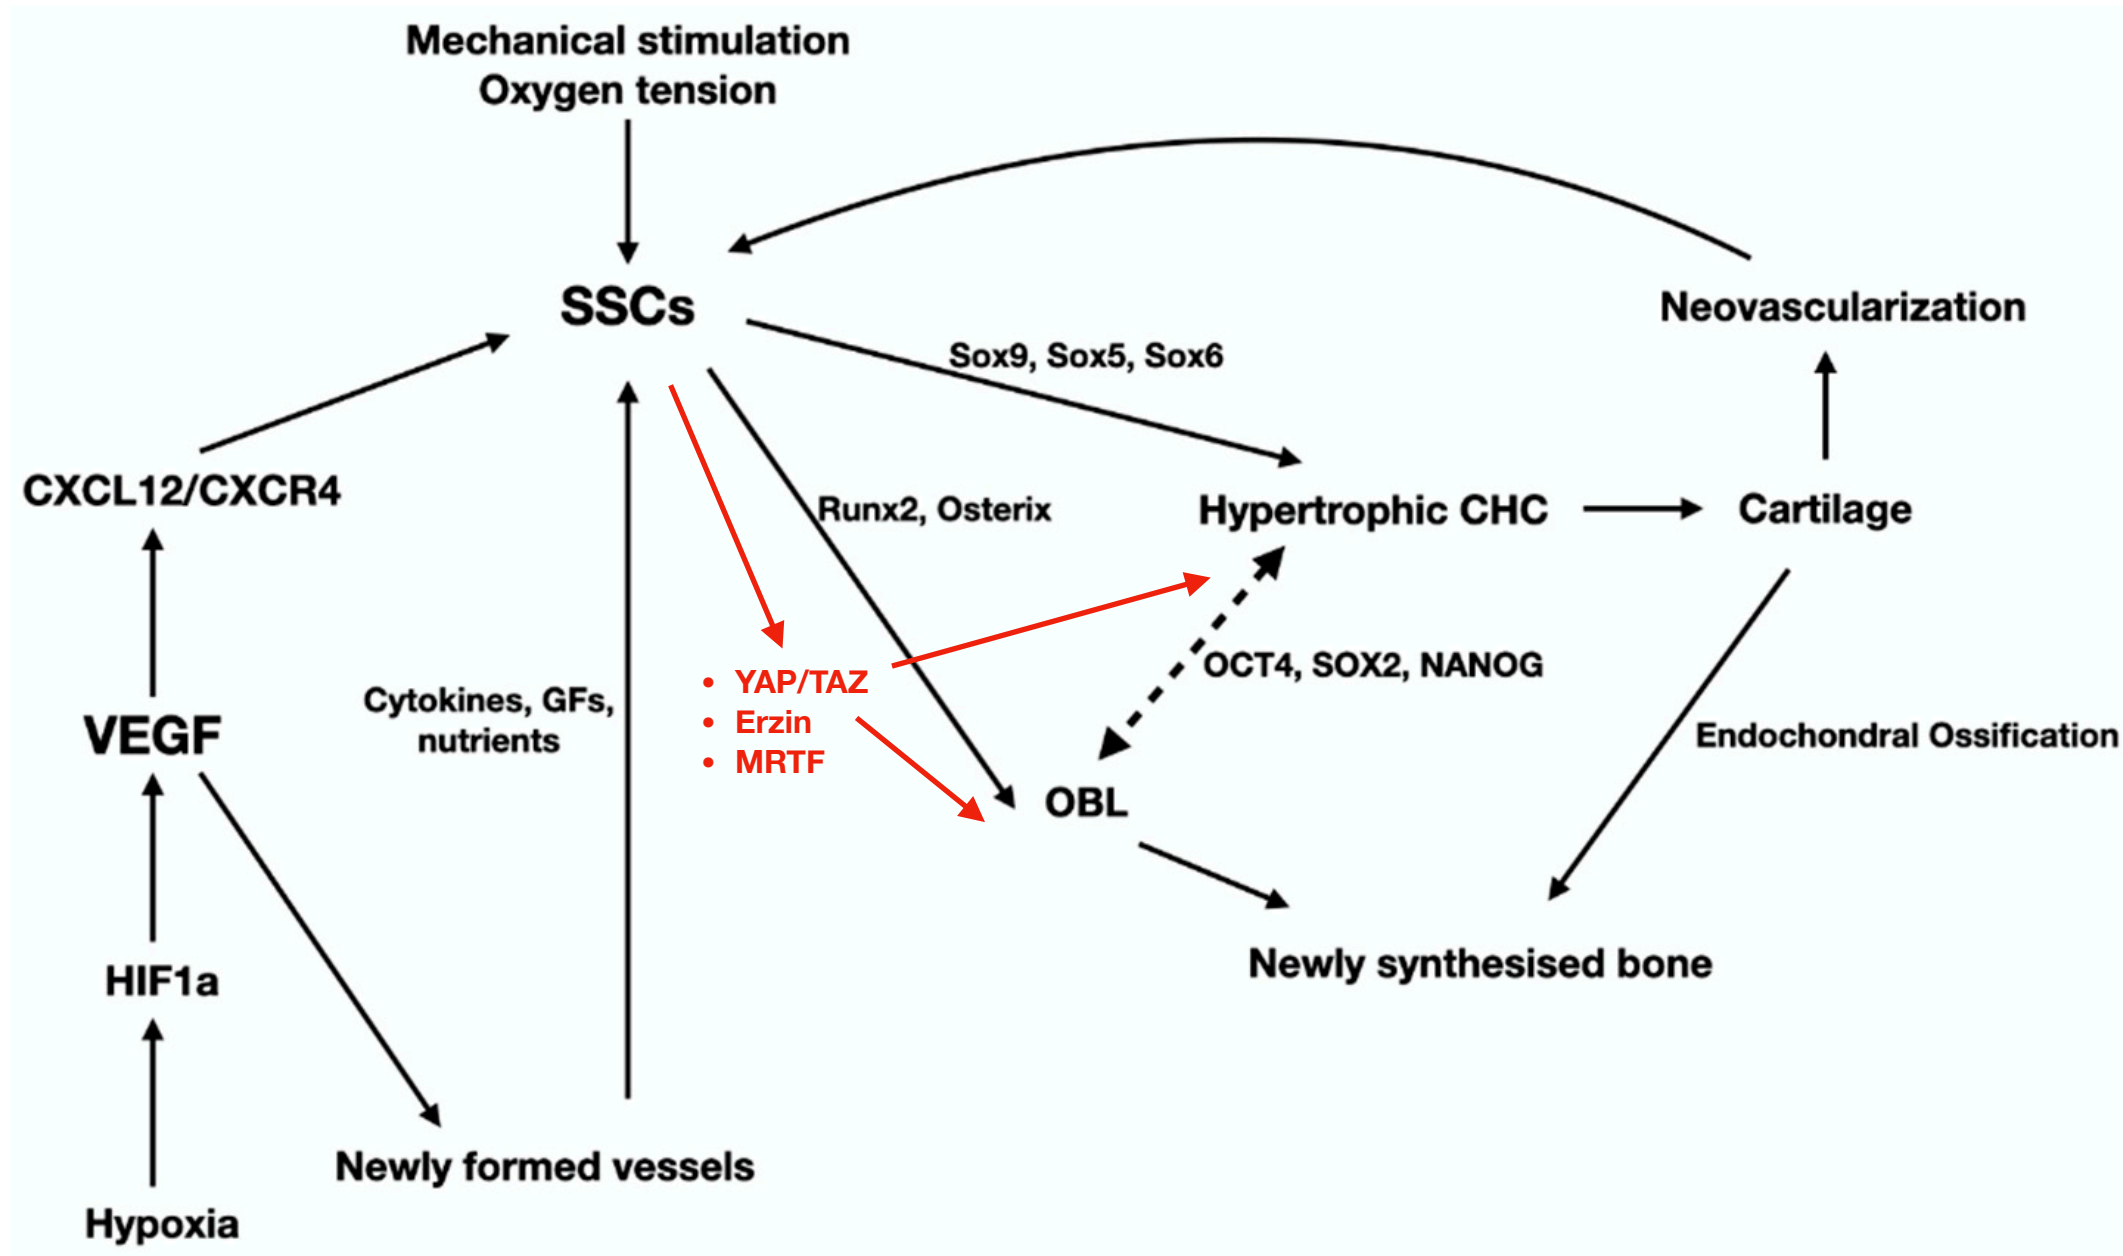 Mechanical stimulation
Oxygen tension
SSCs
Neovascularization
Sox9, Sox5, Sox6
CXCL12/CXCR4
Runx2, Osterix
Hypertrophic CHC
Cartilage
OCT4, SOX2, NANOG
• YAP/TAZ
• Erzin
• MRTF
Cytokines, GFs,
nutrients
VEGF
Endochondral Ossification
OBL
Newly synthesised bone
HIF1a
Newly formed vessels
Hypoxia